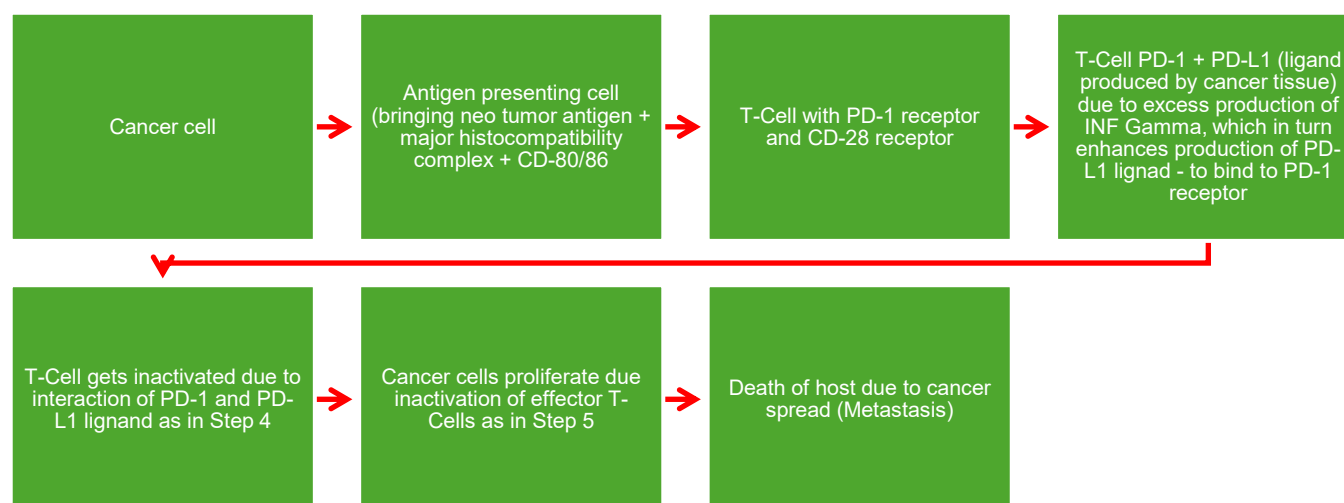 Cancer cell
Antigen presenting cell
(bringing neo tumor antigen +
major histocompatibility
complex + CD-80/86
T-Cell with PD-1 receptor
and CD-28 receptor
T-Cell PD-1 + PD-L1 (ligand
produced by cancer tissue)
due to excess production of
INF Gamma, which in turn
enhances production of PD-
L1 lignad - to bind to PD-1
receptor
T-Cell gets inactivated due to
interaction of PD-1 and PD-
L1 lignand as in Step 4
Cancer cells proliferate due
inactivation of effector T-
Cells as in Step 5
Death of host due to cancer
spread (Metastasis)